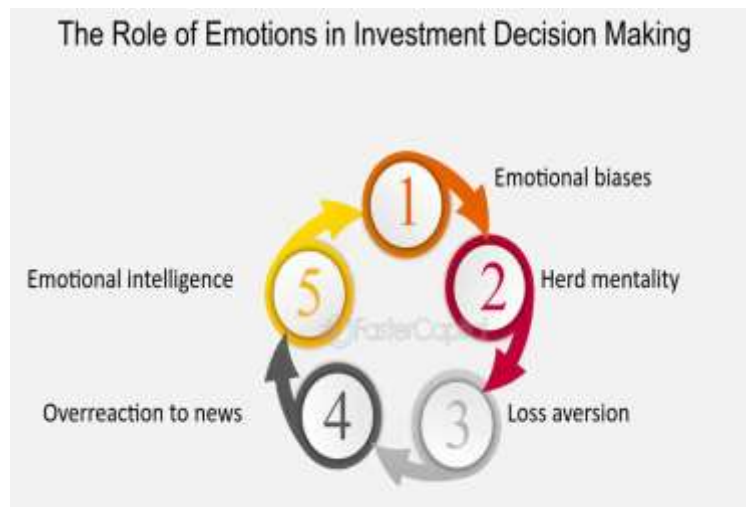 The Role of Emotions in Investment Decision Making
1
Emotional biases
2
Herd mentality
3
Loss aversion
4
Overreaction to news
5
Emotional intelligence
FasterCapital